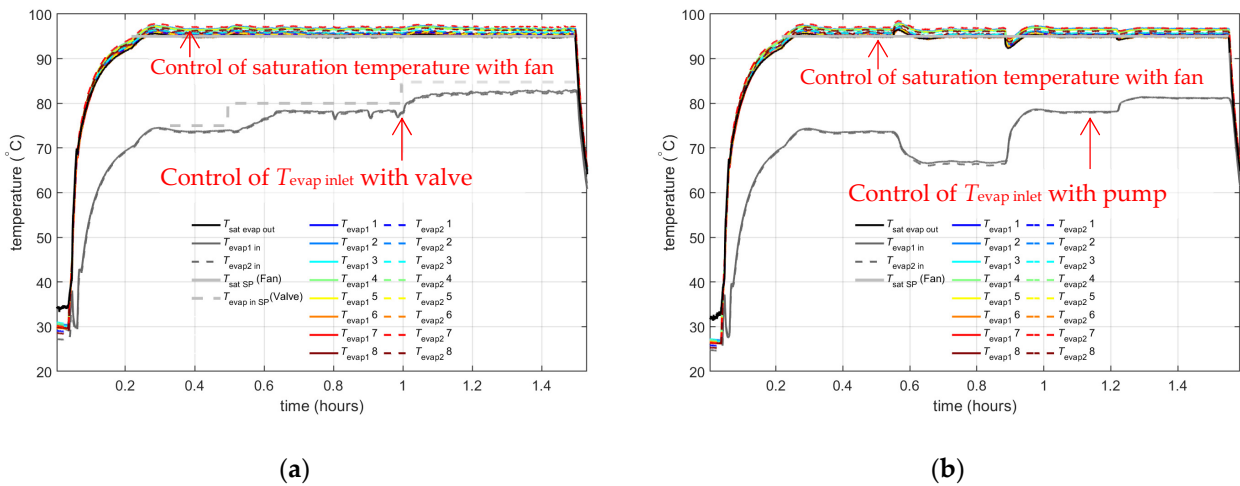 100
90
80
70
60
50
40
30
20
temperature (°C)
Control of saturation temperature with fan
Control of Tevap inlet with valve
Tsat evap out
Tevap1 in
Tevap2 in
Tsat SP (Fan)
Tevap in SP (Valve)
Tevap1 1
Tevap1 2
Tevap1 3
Tevap1 4
Tevap1 5
Tevap1 6
Tevap1 7
Tevap1 8
Tevap2 1
Tevap2 2
Tevap2 3
Tevap2 4
Tevap2 5
Tevap2 6
Tevap2 7
Tevap2 8
0.2 0.4 0.6 0.8 1 1.2 1.4
time (hours)
(a)
100
90
80
70
60
50
40
30
20
temperature (°C)
Control of saturation temperature with fan
Control of Tevap inlet with pump
Tsat evap out
Tevap1 in
Tevap2 in
Tsat SP (Fan)
Tevap1 1
Tevap1 2
Tevap1 3
Tevap1 4
Tevap1 5
Tevap1 6
Tevap1 7
Tevap1 8
Tevap2 1
Tevap2 2
Tevap2 3
Tevap2 4
Tevap2 5
Tevap2 6
Tevap2 7
Tevap2 8
0.2 0.4 0.6 0.8 1 1.2 1.4
time (hours)
(b)